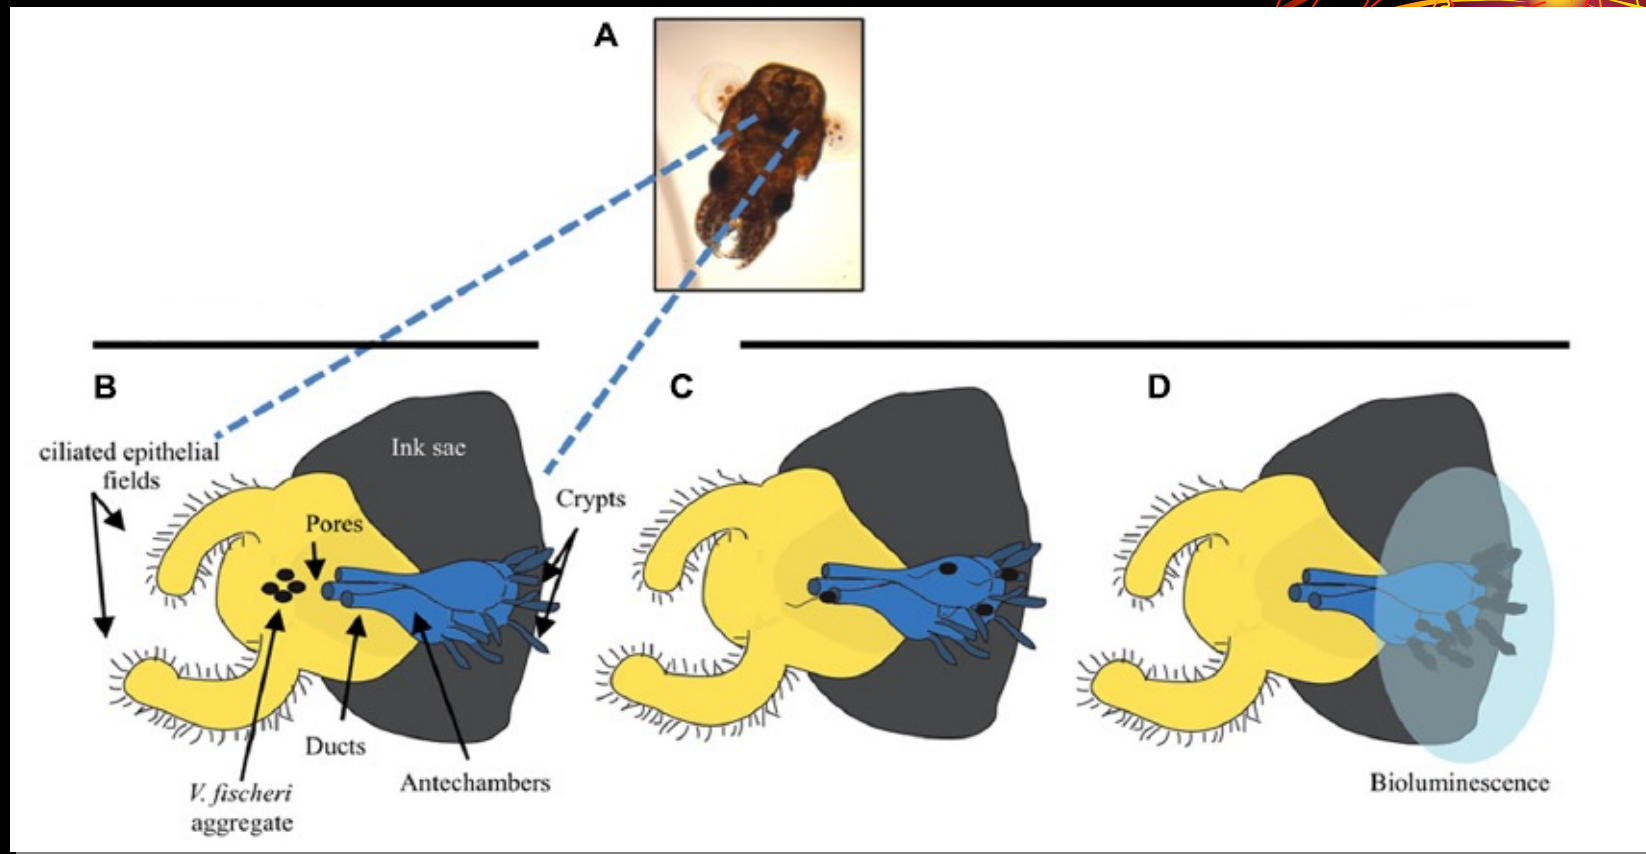 A
B
C
D
ciliated epithelial
fields
Ink sac
Pores
Crypts
Ducts
Antechambers
V. fischeri
aggregate
Bioluminescence